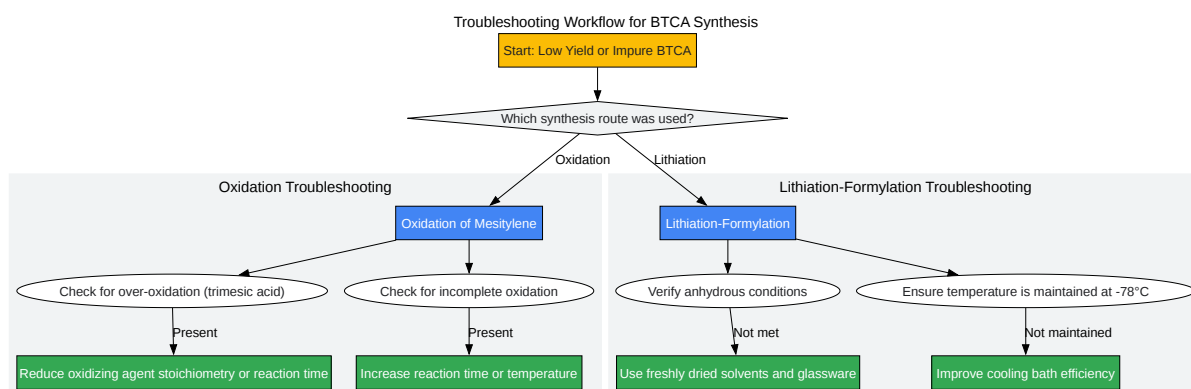 Troubleshooting Workflow for BTCA Synthesis
Start: Low Yield or Impure BTCA
Which synthesis route was used?
Oxidation
Lithiation
Oxidation Troubleshooting
Lithiation-Formylation Troubleshooting
Oxidation of Mesitylene
Lithiation-Formylation
Check for over-oxidation (trimesic acid)
Check for incomplete oxidation
Verify anhydrous conditions
Ensure temperature is maintained at -78°C
Present
Present
Not met
Not maintained
Reduce oxidizing agent stoichiometry or reaction time
Increase reaction time or temperature
Use freshly dried solvents and glassware
Improve cooling bath efficiency